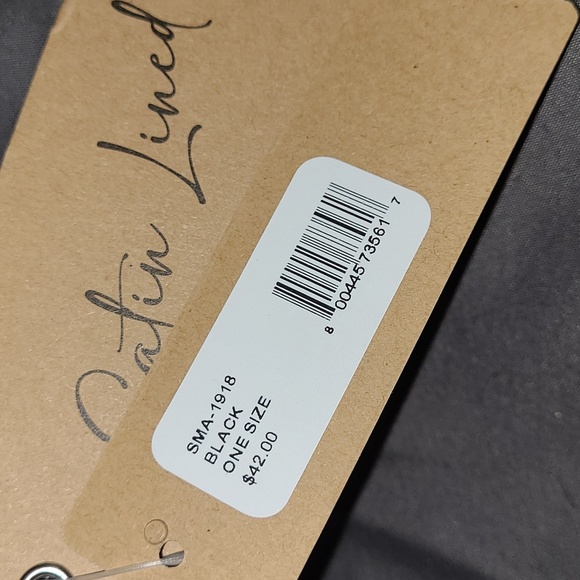 Satin Lined
8 00445 73561 7
SMA-1918
BLACK
ONE SIZE
$42.00